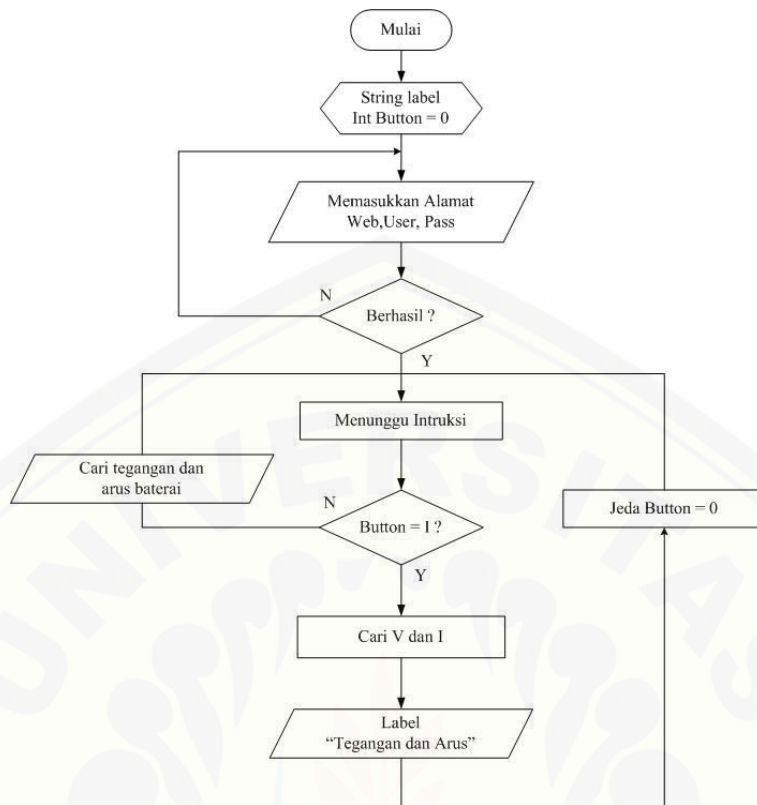 Mulai
String label
Int Button = 0
Memasukkan Alamat
Web,User, Pass
N
Berhasil ?
Y
Menunggu Intruksi
Cari tegangan dan
arus baterai
N
Button = I ?
Jeda Button = 0
Y
Cari V dan I
Label
“Tegangan dan Arus”
UNIVERSITAS